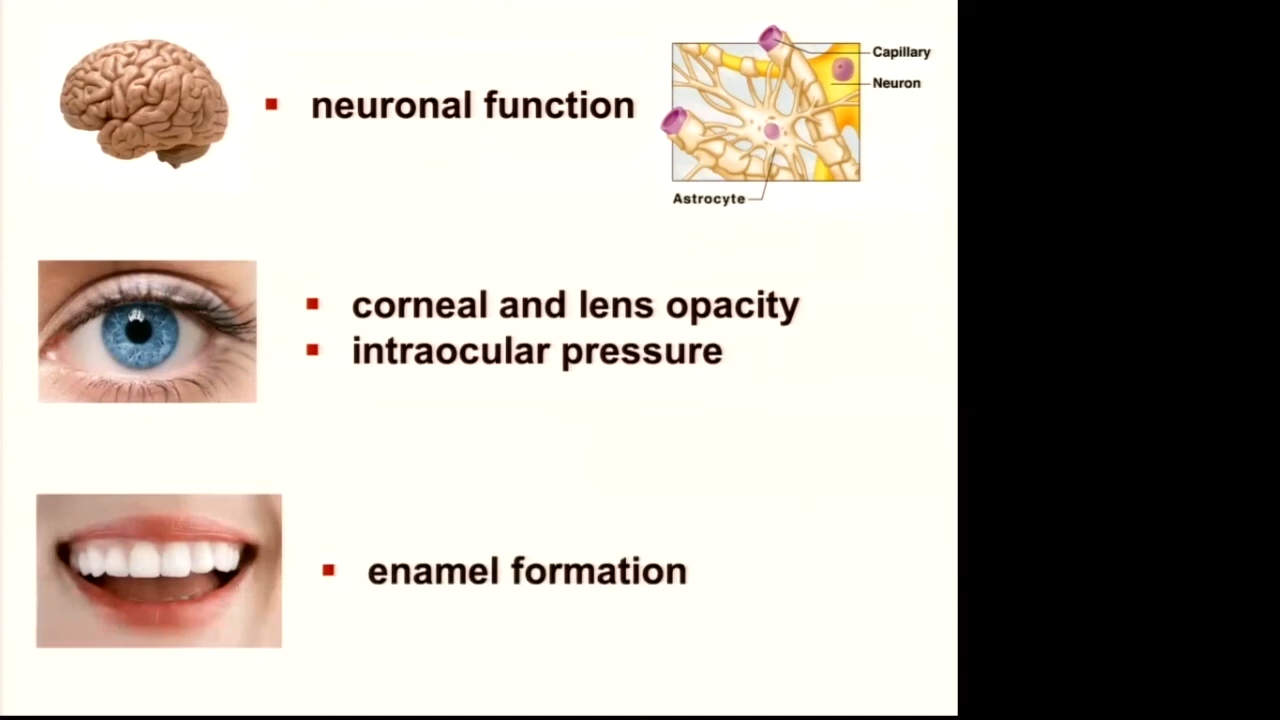 neuronal function
Capillary
Neuron
Astrocyte
corneal and lens opacity
intraocular pressure
enamel formation